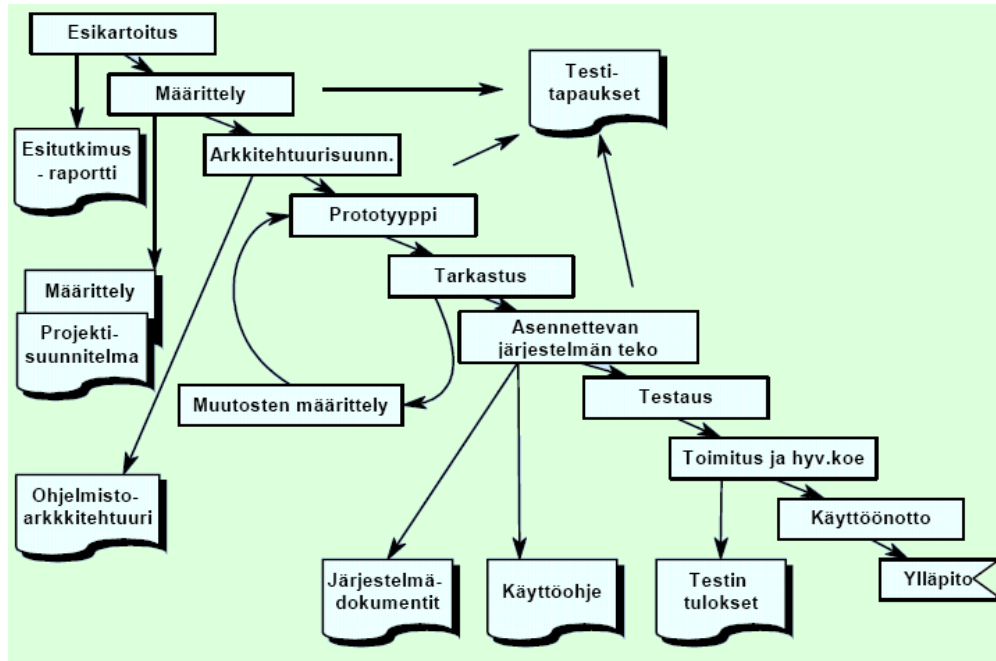 Esikartoitus
Testi-
tapaukset
Määrittely
Esitutkimus
- raportti
Arkkitehtuurisuunn.
Prototyyppi
Tarkastus
Määrittely
Projekti-
suunnitelma
Asennettevan
järjestelmän teko
Muutosten määrittely
Testaus
Toimitus ja hyv.koe
Ohjelmisto-
arkkkitehtuuri
Käyttöönotto
Järjestelmä-
dokumentit
Käyttöohje
Testin
tulokset
Ylläpito